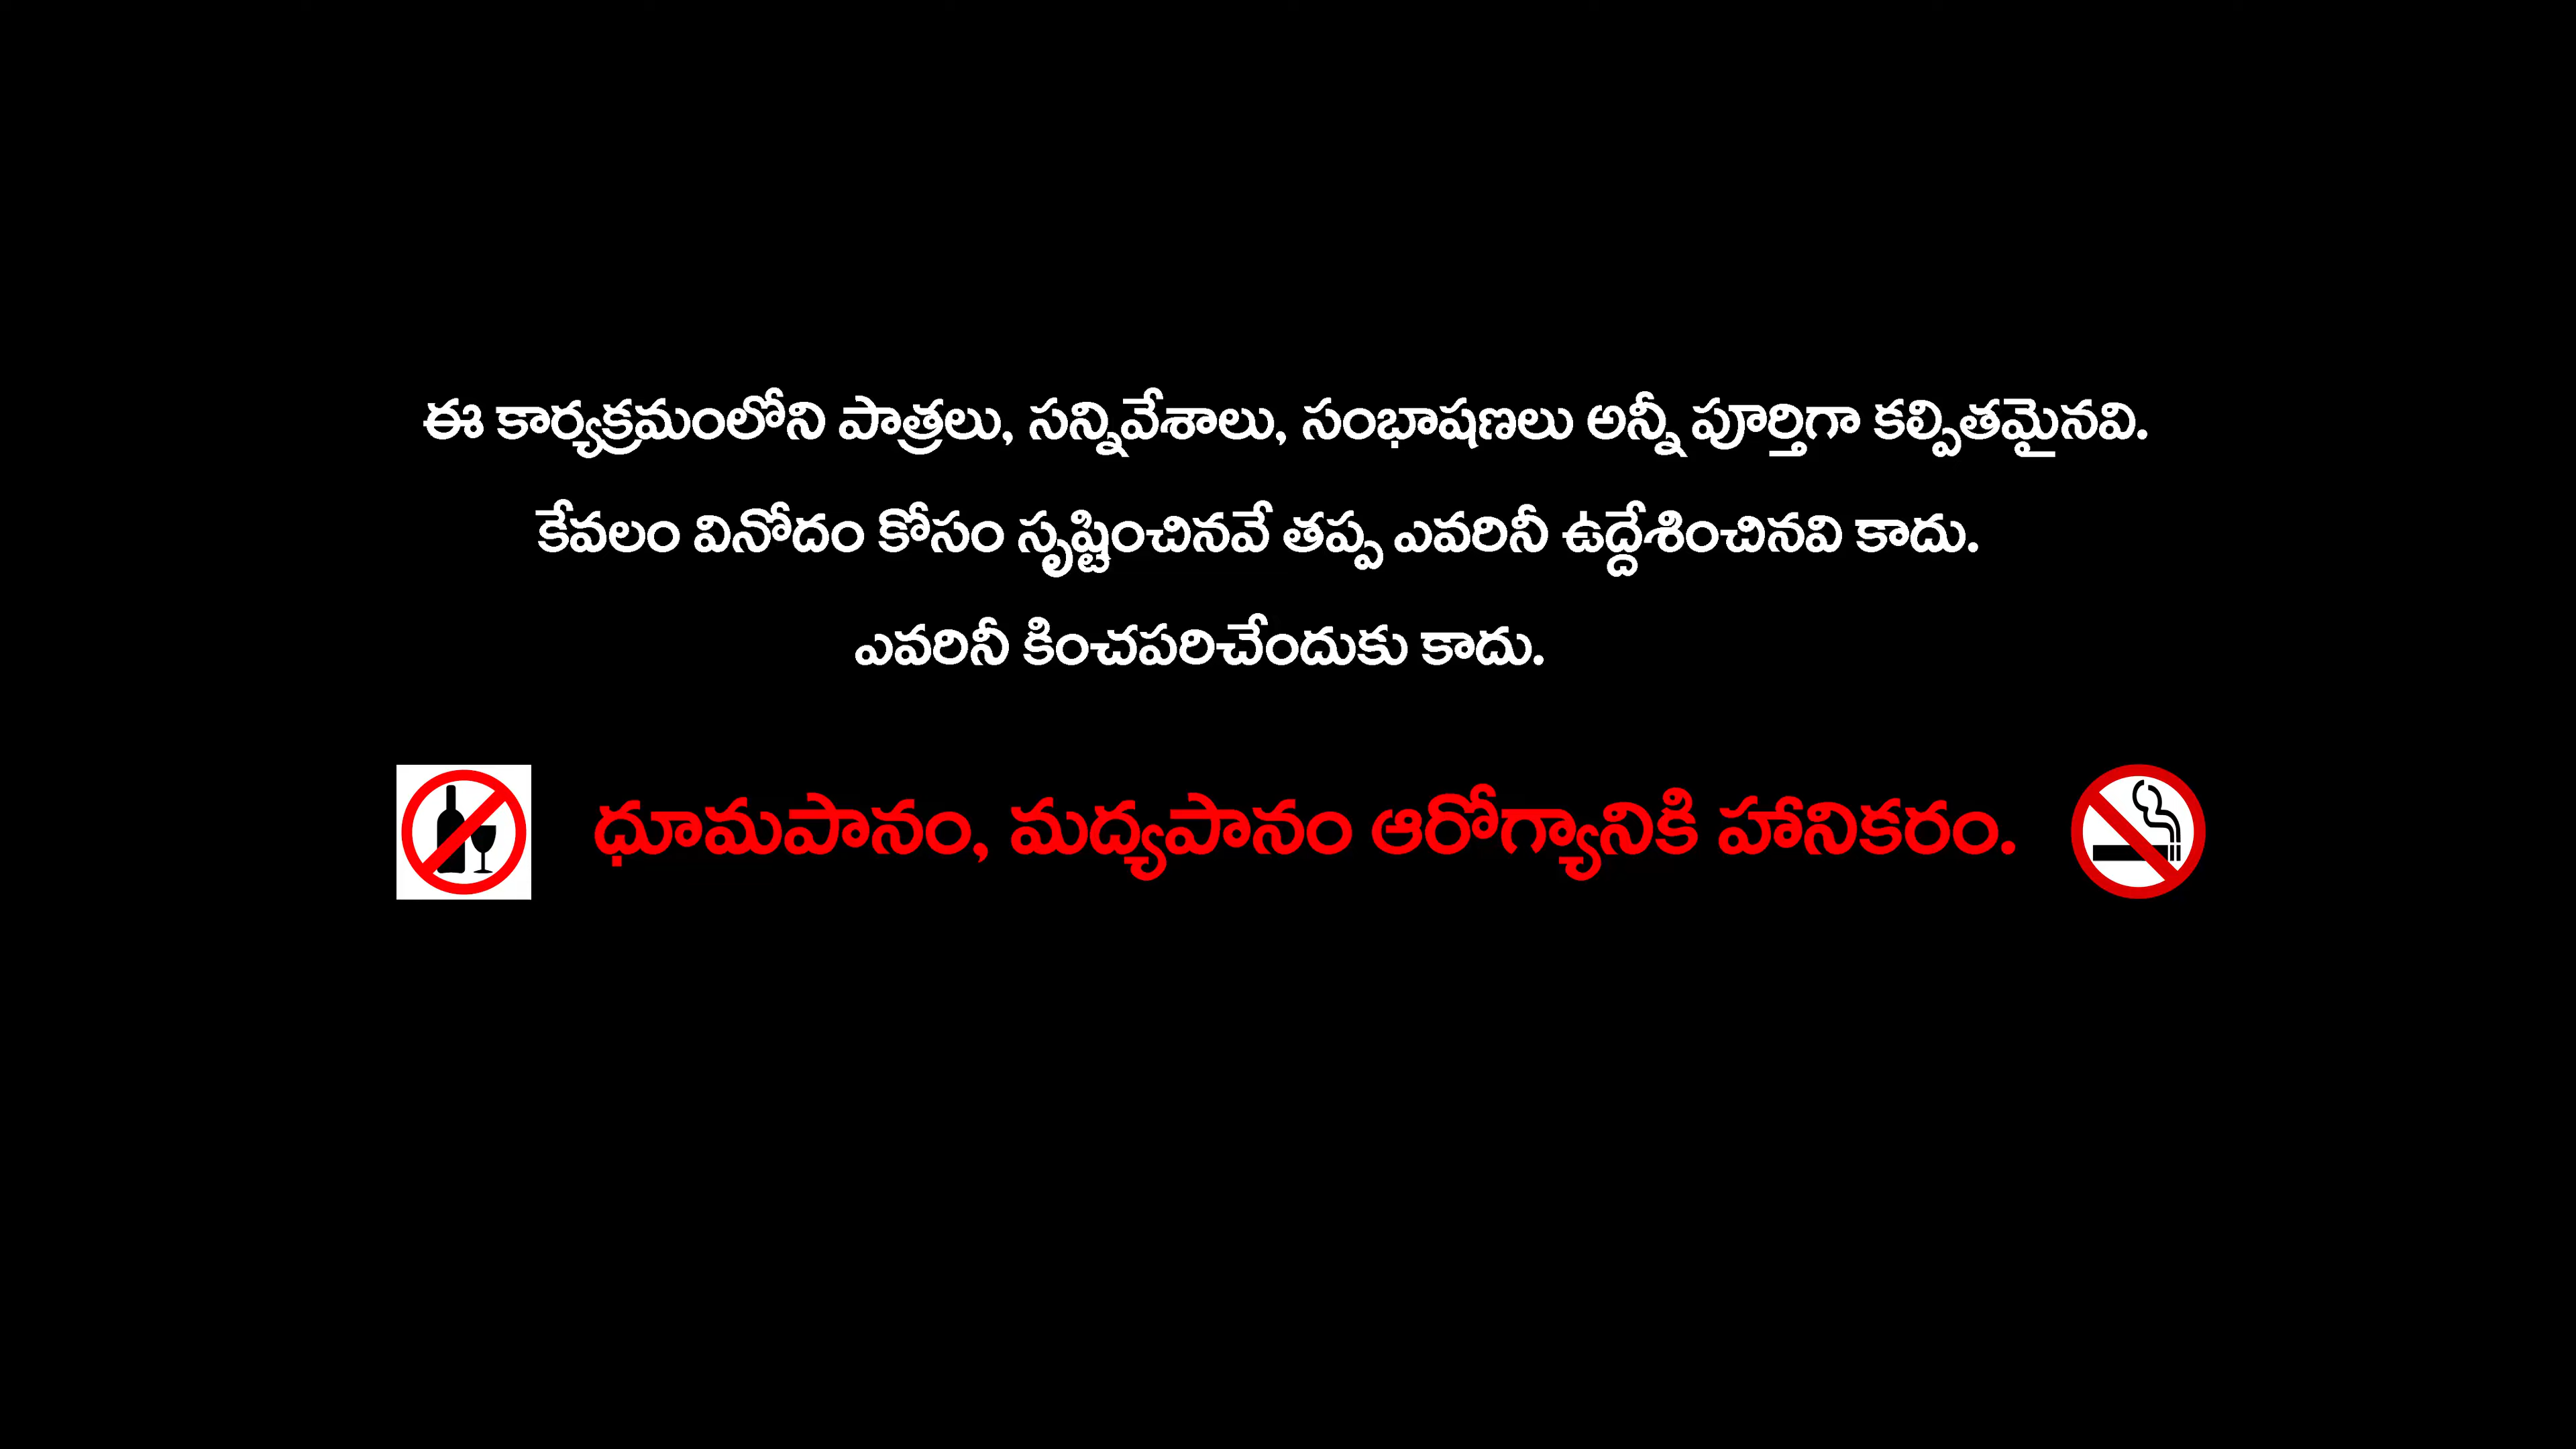 ఈ కార్యక్రమంలోని పాత్రలు, సన్నివేశాలు, సంభాషణలు అన్నీ పూర్తిగా కల్పితమైనవి.
కేవలం వినోదం కోసం సృష్టించినవే తప్ప ఎవరినీ ఉద్దేశించినవి కాదు.
ఎవరినీ కించపరిచేందుకు కాదు.
ధూమపానం, మద్యపానం ఆరోగ్యానికి హానికరం.